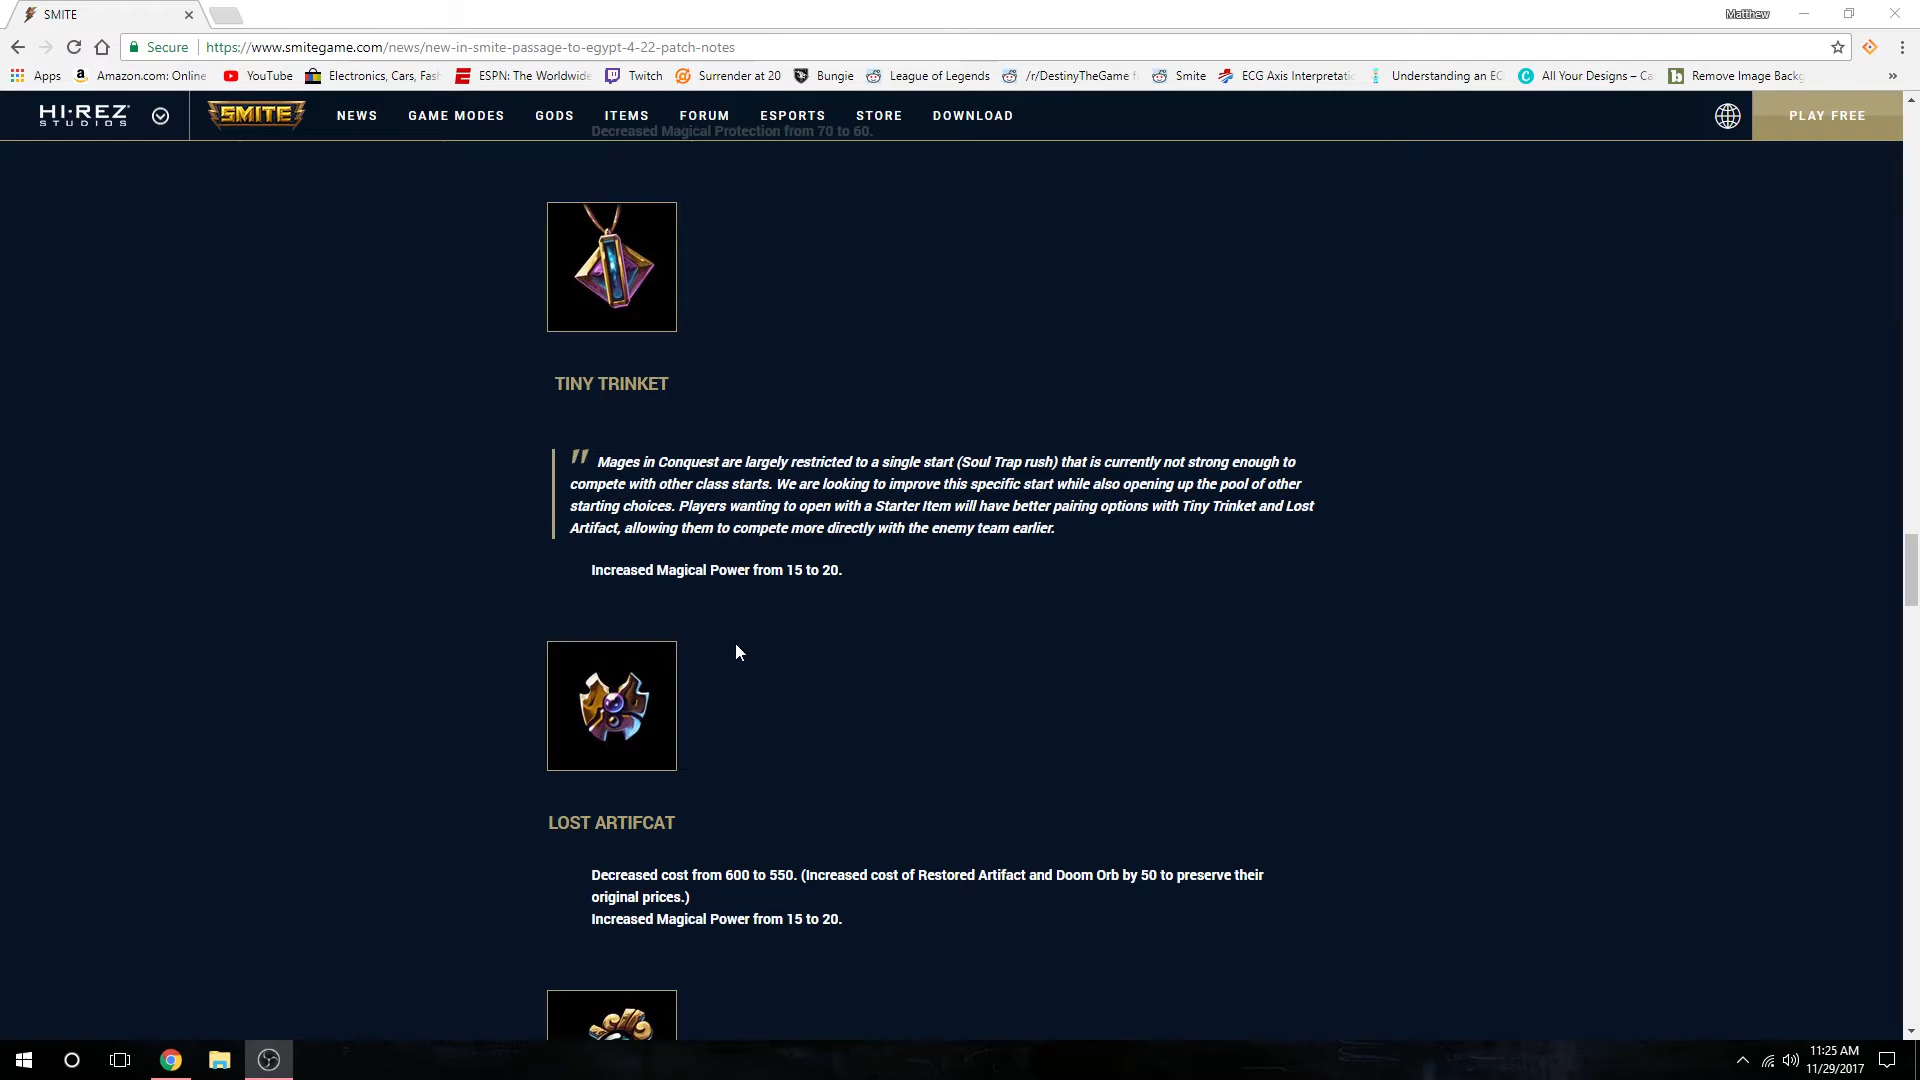 SMITE
Matthew
Secure
https://www.smitegame.com/news/new-in-smite-passage-to-egypt-4-22-patch-notes
Apps
Amazon.com: Online
YouTube
Electronics, Cars, Fash
ESPN: The Worldwide
Twitch
Surrender at 20
Bungie
League of Legends
/r/DestinyTheGame
Smite
ECG Axis Interpretati
Understanding an EC
All Your Designs – Ca
Remove Image Backg
»
HI-REZ
STUDIOS
SMITE
NEWS
GAME MODES
GODS
ITEMS
FORUM
ESPORTS
STORE
DOWNLOAD
PLAY FREE
Decreased Magical Protection from 70 to 60.
TINY TRINKET
" Mages in Conquest are largely restricted to a single start (Soul Trap rush) that is currently not strong enough to
compete with other class starts. We are looking to improve this specific start while also opening up the pool of other
starting choices. Players wanting to open with a Starter Item will have better pairing options with Tiny Trinket and Lost
Artifact, allowing them to compete more directly with the enemy team earlier.
Increased Magical Power from 15 to 20.
LOST ARTIFCAT
Decreased cost from 600 to 550. (Increased cost of Restored Artifact and Doom Orb by 50 to preserve their
original prices.)
Increased Magical Power from 15 to 20.
11:25 AM
11/29/2017